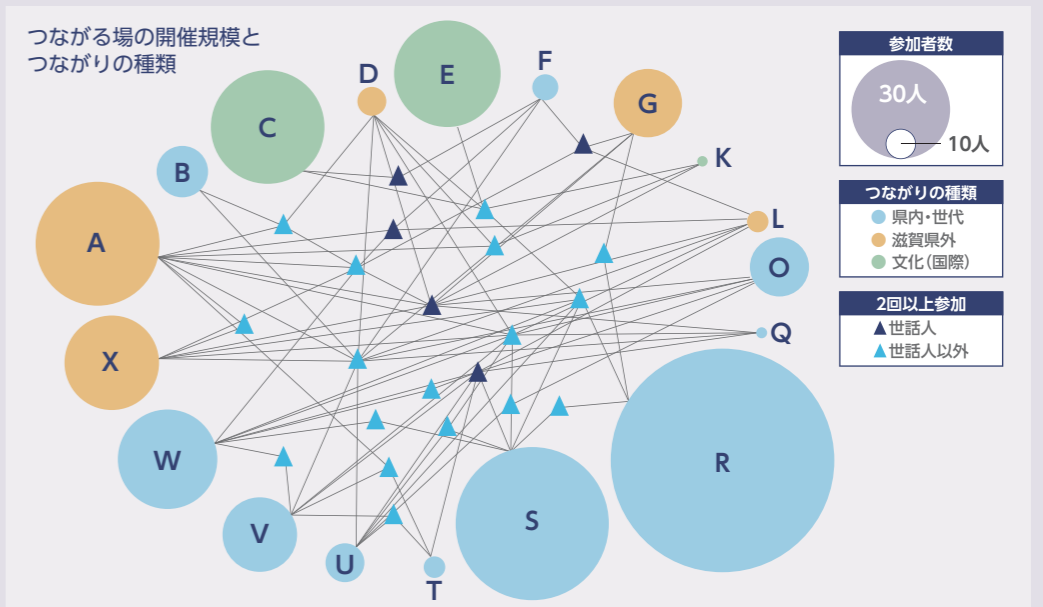 つながる場の開催規模と
つながりの種類
A
B
C
D
E
F
G
K
L
O
Q
R
S
T
U
V
W
X
参加者数
30人
10人
つながりの種類
県内・世代
滋賀県外
文化（国際）
2回以上参加
世話人
世話人以外